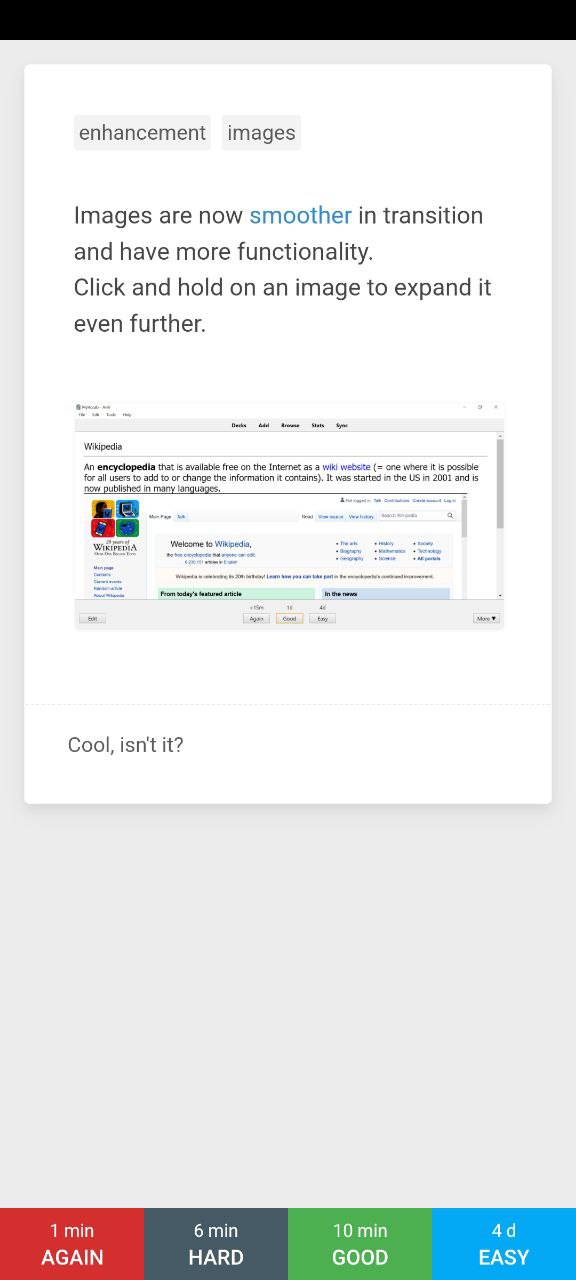 enhancement images
Images are now smoother in transition
and have more functionality.
Click and hold on an image to expand it
even further.
MyVocab - Anki
File Edit Tools Help
Decks Add Browse Stats Sync
Wikipedia
An encyclopedia that is available free on the Internet as a wiki website (= one where it is possible
for all users to add to or change the information it contains). It was started in the US in 2001 and is
now published in many languages.
Not logged in Talk Contributions Create account Log in
Main Page Talk Read View source View history Search Wikipedia
20 years of
WIKIPEDIA
Over One Billion Edits
Main page
Contents
Current events
Random article
About Wikipedia
Welcome to Wikipedia,
the free encyclopedia that anyone can edit.
6,230,151 articles in English
• The arts
• Biography
• Geography
• History
• Mathematics
• Science
• Society
• Technology
• All portals
Wikipedia is celebrating its 20th birthday! Learn how you can take part in the encyclopedia's continued improvement.
From today's featured article
In the news
<15m 1d 4d
Edit Again Good Easy More ▼
Cool, isn't it?
1 min 6 min 10 min 4 d
AGAIN HARD GOOD EASY